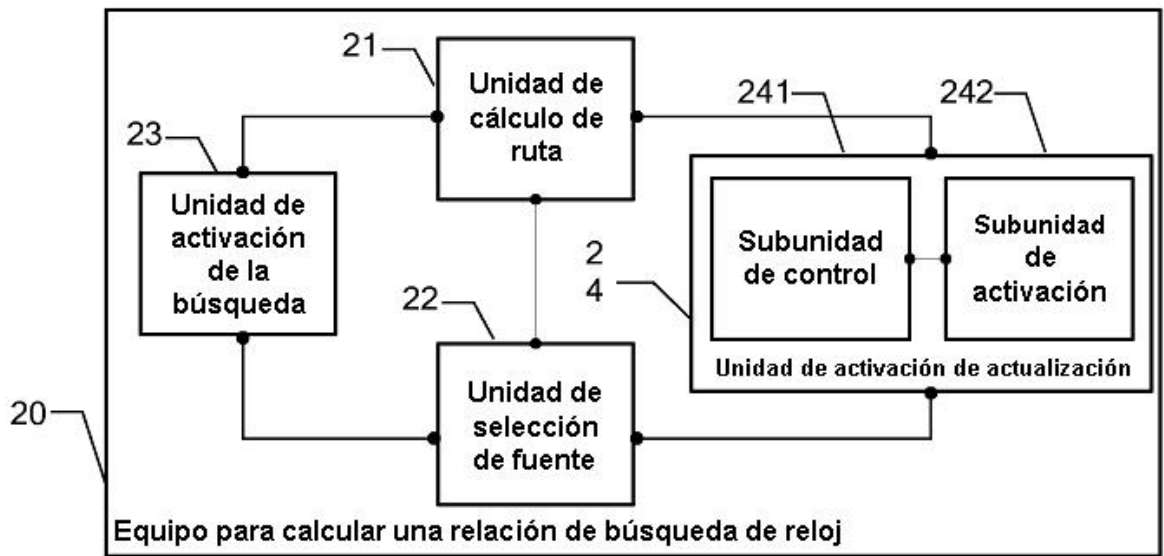 21
Unidad de
cálculo de
ruta
241
242
23
Unidad de
activación
de la
búsqueda
Subunidad
de control
Subunidad
de
activación
2
4
22
Unidad de activación de actualización
Unidad de
selección
de fuente
20
Equipo para calcular una relación de búsqueda de reloj